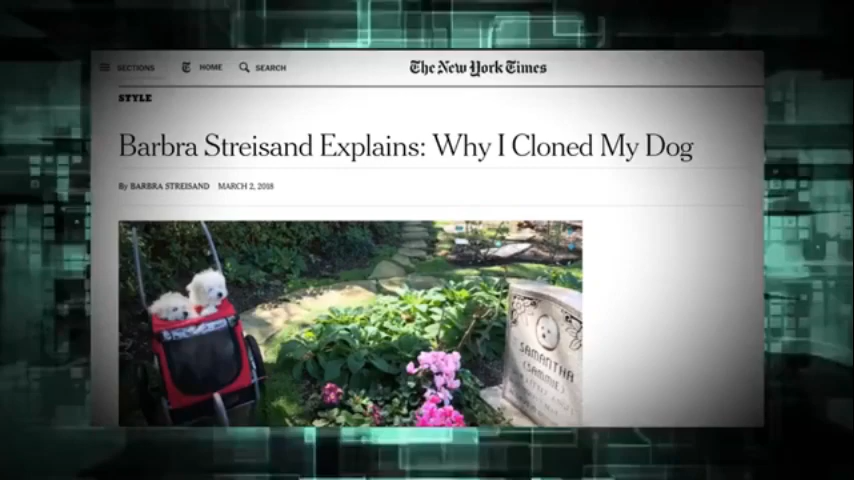 SECTIONS HOME SEARCH The New York Times
STYLE
Barbra Streisand Explains: Why I Cloned My Dog
By BARBRA STREISAND MARCH 2, 2018
SAMANTHA
(SAMMIE)